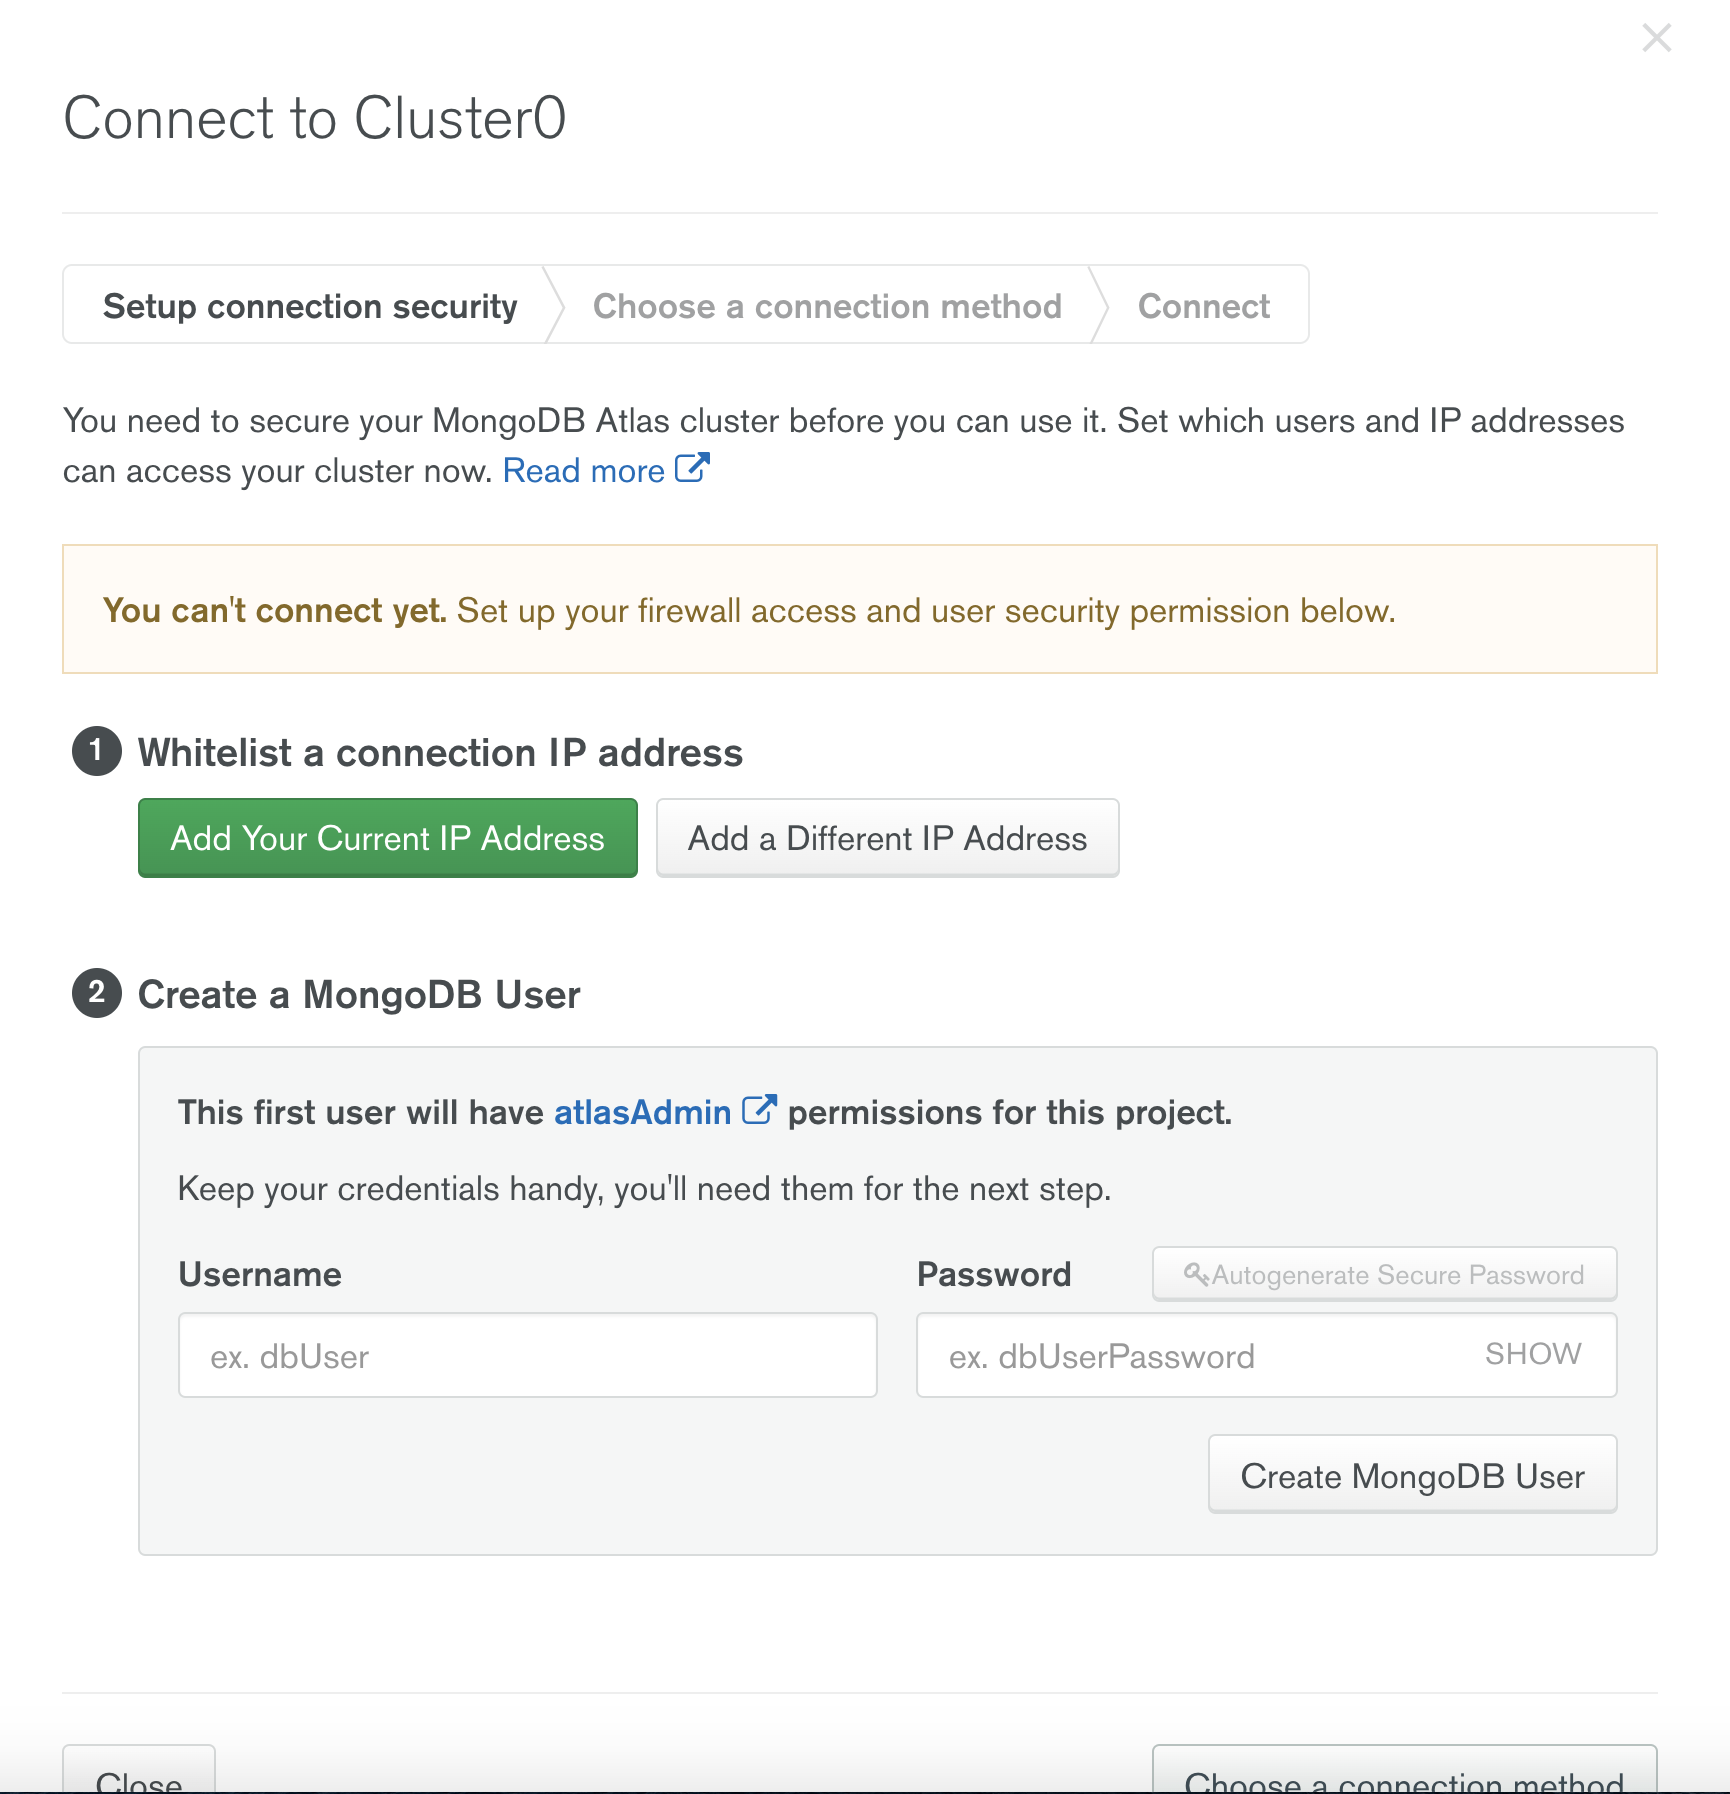 Connect to Cluster0
Setup connection security
Choose a connection method
Connect
You need to secure your MongoDB Atlas cluster before you can use it. Set which users and IP addresses
can access your cluster now. Read more
You can't connect yet. Set up your firewall access and user security permission below.
1 Whitelist a connection IP address
Add Your Current IP Address
Add a Different IP Address
2 Create a MongoDB User
This first user will have atlasAdmin permissions for this project.
Keep your credentials handy, you'll need them for the next step.
Username
Password
Autogenerate Secure Password
ex. dbUser
ex. dbUserPassword
SHOW
Create MongoDB User
Close
Choose a connection method